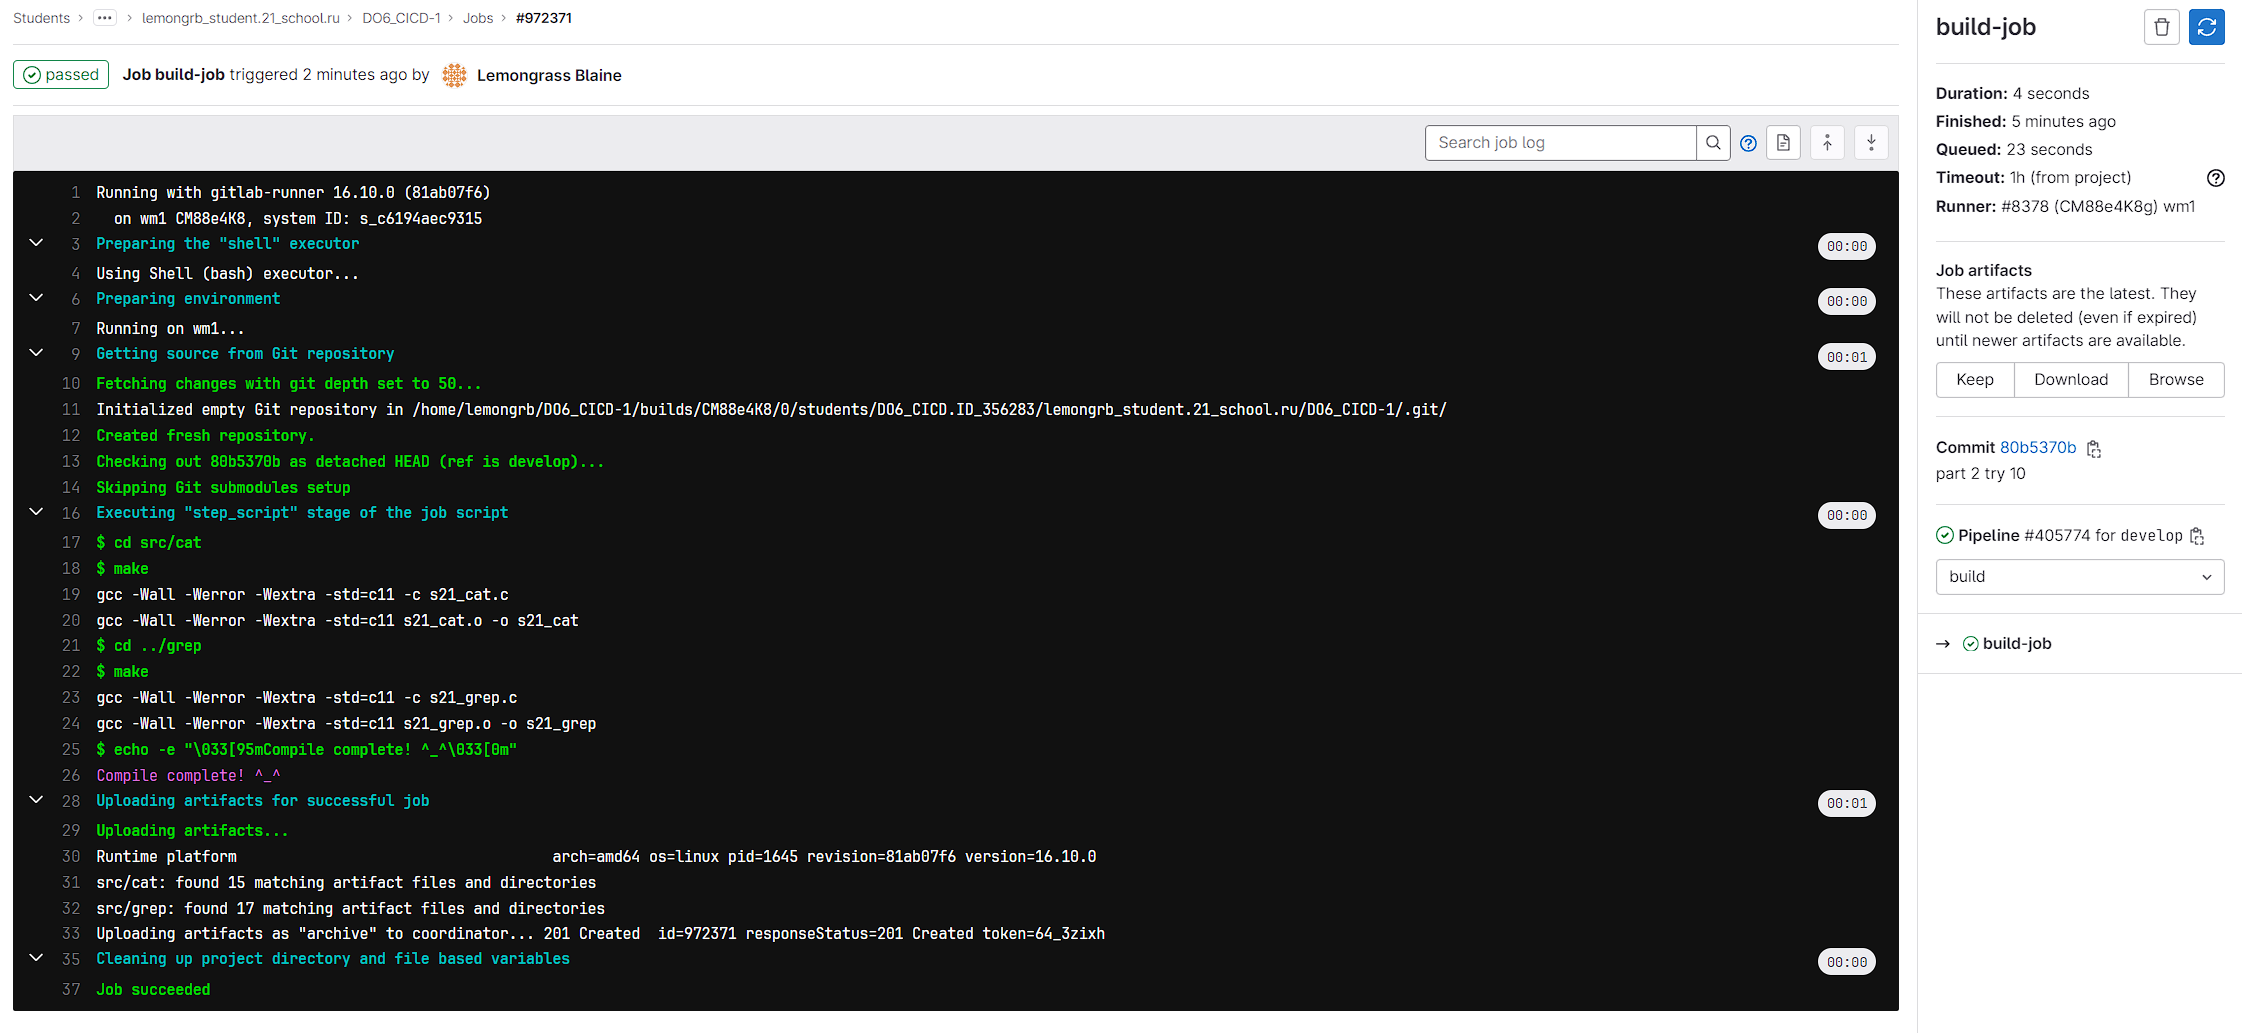 Students > ... > lemongrb_student.21_school.ru > DO6_CICD-1 > Jobs > #972371
passed Job build-job triggered 2 minutes ago by Lemongrass Blaine
Search job log
1 Running with gitlab-runner 16.10.0 (81ab07f6)
2 on wm1 CM88e4K8, system ID: s_c6194aec9315
3 Preparing the "shell" executor 00:00
4 Using Shell (bash) executor...
6 Preparing environment 00:00
7 Running on wm1...
9 Getting source from Git repository 00:01
10 Fetching changes with git depth set to 50...
11 Initialized empty Git repository in /home/lemongrb/DO6_CICD-1/builds/CM88e4K8/0/students/DO6_CICD.ID_356283/lemongrb_student.21_school.ru/DO6_CICD-1/.git/
12 Created fresh repository.
13 Checking out 80b5370b as detached HEAD (ref is develop)...
14 Skipping Git submodules setup
16 Executing "step_script" stage of the job script 00:00
17 $ cd src/cat
18 $ make
19 gcc -Wall -Werror -Wextra -std=c11 -c s21_cat.c
20 gcc -Wall -Werror -Wextra -std=c11 s21_cat.o -o s21_cat
21 $ cd ../grep
22 $ make
23 gcc -Wall -Werror -Wextra -std=c11 -c s21_grep.c
24 gcc -Wall -Werror -Wextra -std=c11 s21_grep.o -o s21_grep
25 $ echo -e "\033[95mCompile complete! ^_^\033[0m"
26 Compile complete! ^_^
28 Uploading artifacts for successful job 00:01
29 Uploading artifacts...
30 Runtime platform arch=amd64 os=linux pid=1645 revision=81ab07f6 version=16.10.0
31 src/cat: found 15 matching artifact files and directories
32 src/grep: found 17 matching artifact files and directories
33 Uploading artifacts as "archive" to coordinator... 201 Created id=972371 responseStatus=201 Created token=64_3zixh
35 Cleaning up project directory and file based variables 00:00
37 Job succeeded
build-job
Duration: 4 seconds
Finished: 5 minutes ago
Queued: 23 seconds
Timeout: 1h (from project)
Runner: #8378 (CM88e4K8g) wm1
Job artifacts
These artifacts are the latest. They
will not be deleted (even if expired)
until newer artifacts are available.
Keep Download Browse
Commit 80b5370b
part 2 try 10
Pipeline #405774 for develop
build
→ build-job